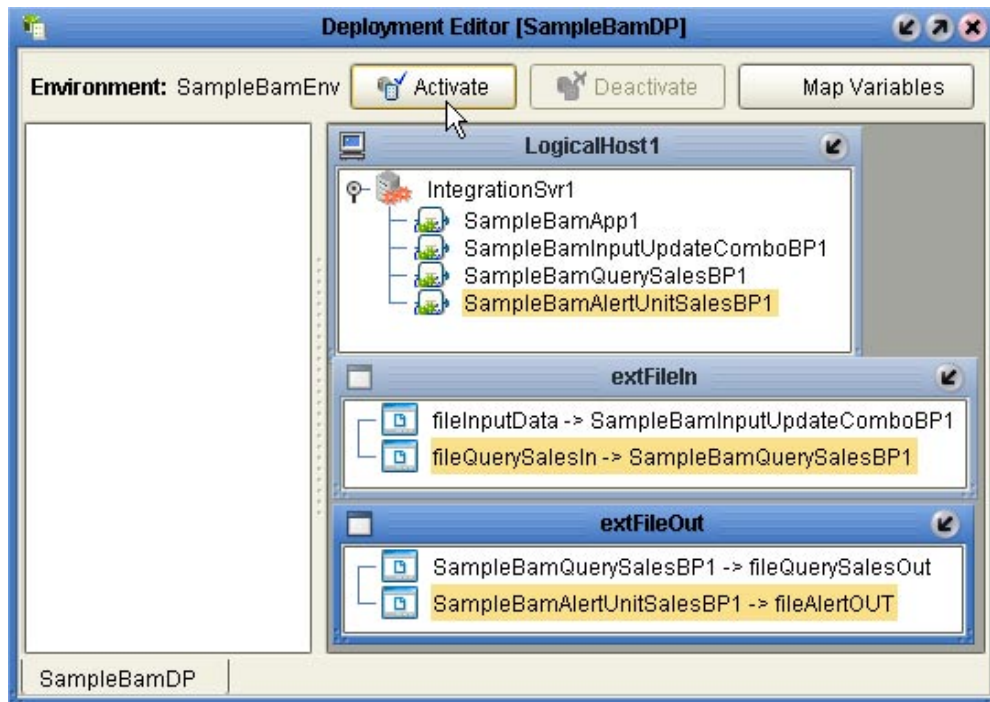 Deployment Editor [SampleBamDP]
Environment: SampleBamEnv Activate Deactivate Map Variables
LogicalHost1
IntegrationSvr1
SampleBamApp1
SampleBamInputUpdateComboBP1
SampleBamQuerySalesBP1
SampleBamAlertUnitSalesBP1
extFileIn
fileInputData -> SampleBamInputUpdateComboBP1
fileQuerySalesIn -> SampleBamQuerySalesBP1
extFileOut
SampleBamQuerySalesBP1 -> fileQuerySalesOut
SampleBamAlertUnitSalesBP1 -> fileAlertOUT
SampleBamDP